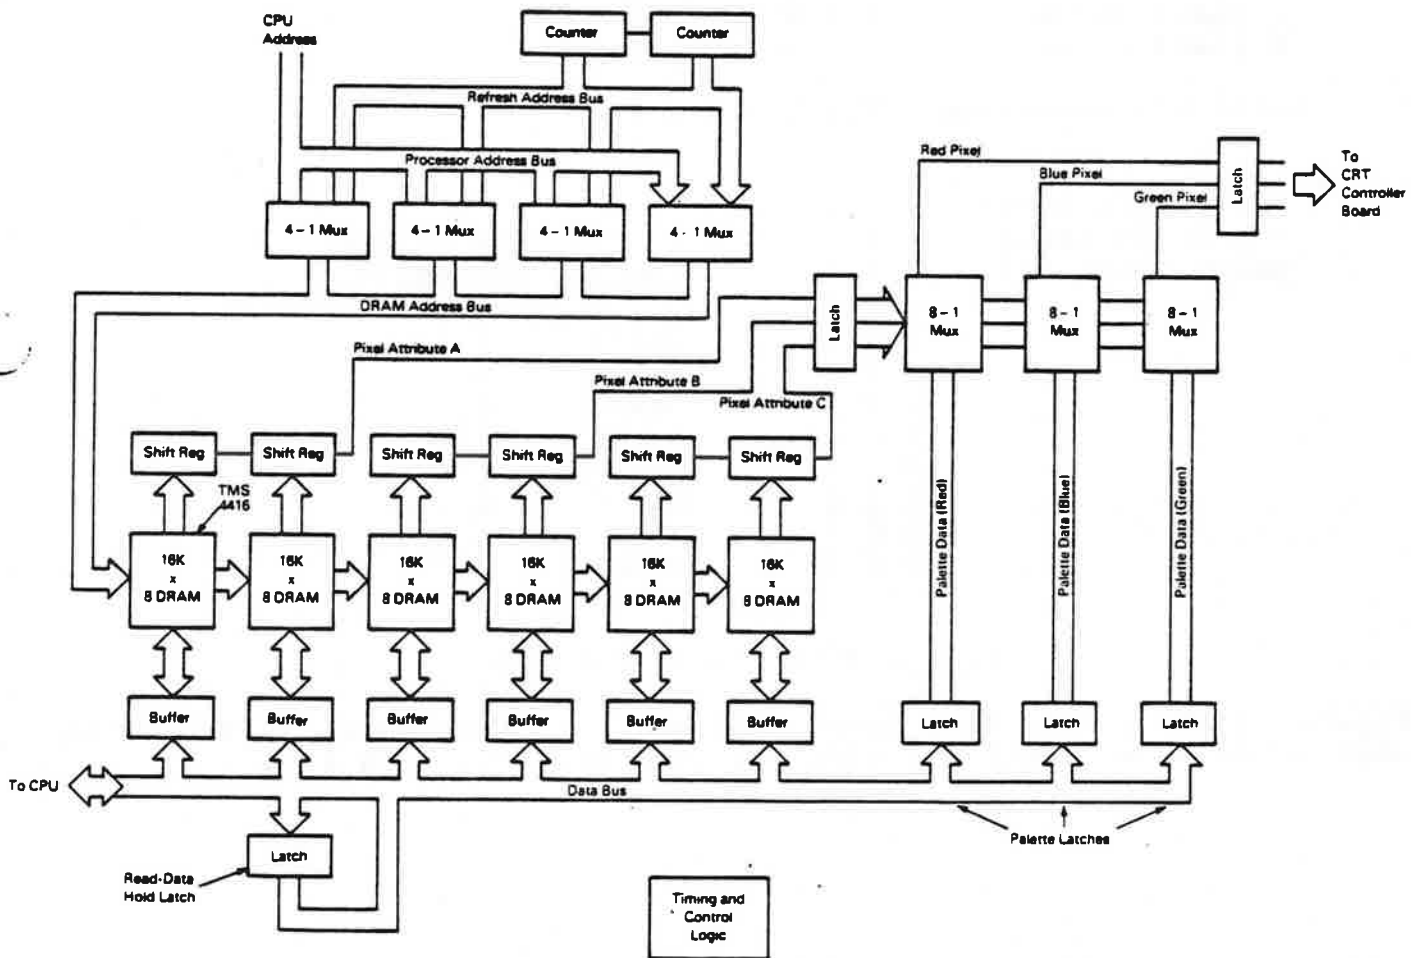 CPU
Address
Counter
Counter
Refresh Address Bus
Processor Address Bus
4 – 1 Mux
4 – 1 Mux
4 – 1 Mux
4 - 1 Mux
DRAM Address Bus
Red Pixel
Blue Pixel
Green Pixel
Latch
To
CRT
Controller
Board
Latch
8 – 1
Mux
8 – 1
Mux
8 – 1
Mux
Pixel Attribute A
Pixel Attribute B
Pixel Attribute C
Shift Reg
Shift Reg
Shift Reg
Shift Reg
Shift Reg
Shift Reg
TMS
4416
16K
x
8 DRAM
16K
x
8 DRAM
16K
x
8 DRAM
16K
x
8 DRAM
16K
x
8 DRAM
16K
x
8 DRAM
Palette Data (Red)
Palette Data (Blue)
Palette Data (Green)
Buffer
Buffer
Buffer
Buffer
Buffer
Buffer
Latch
Latch
Latch
To CPU
Data Bus
Palette Latches
Latch
Read-Data
Hold Latch
Timing and
Control
Logic